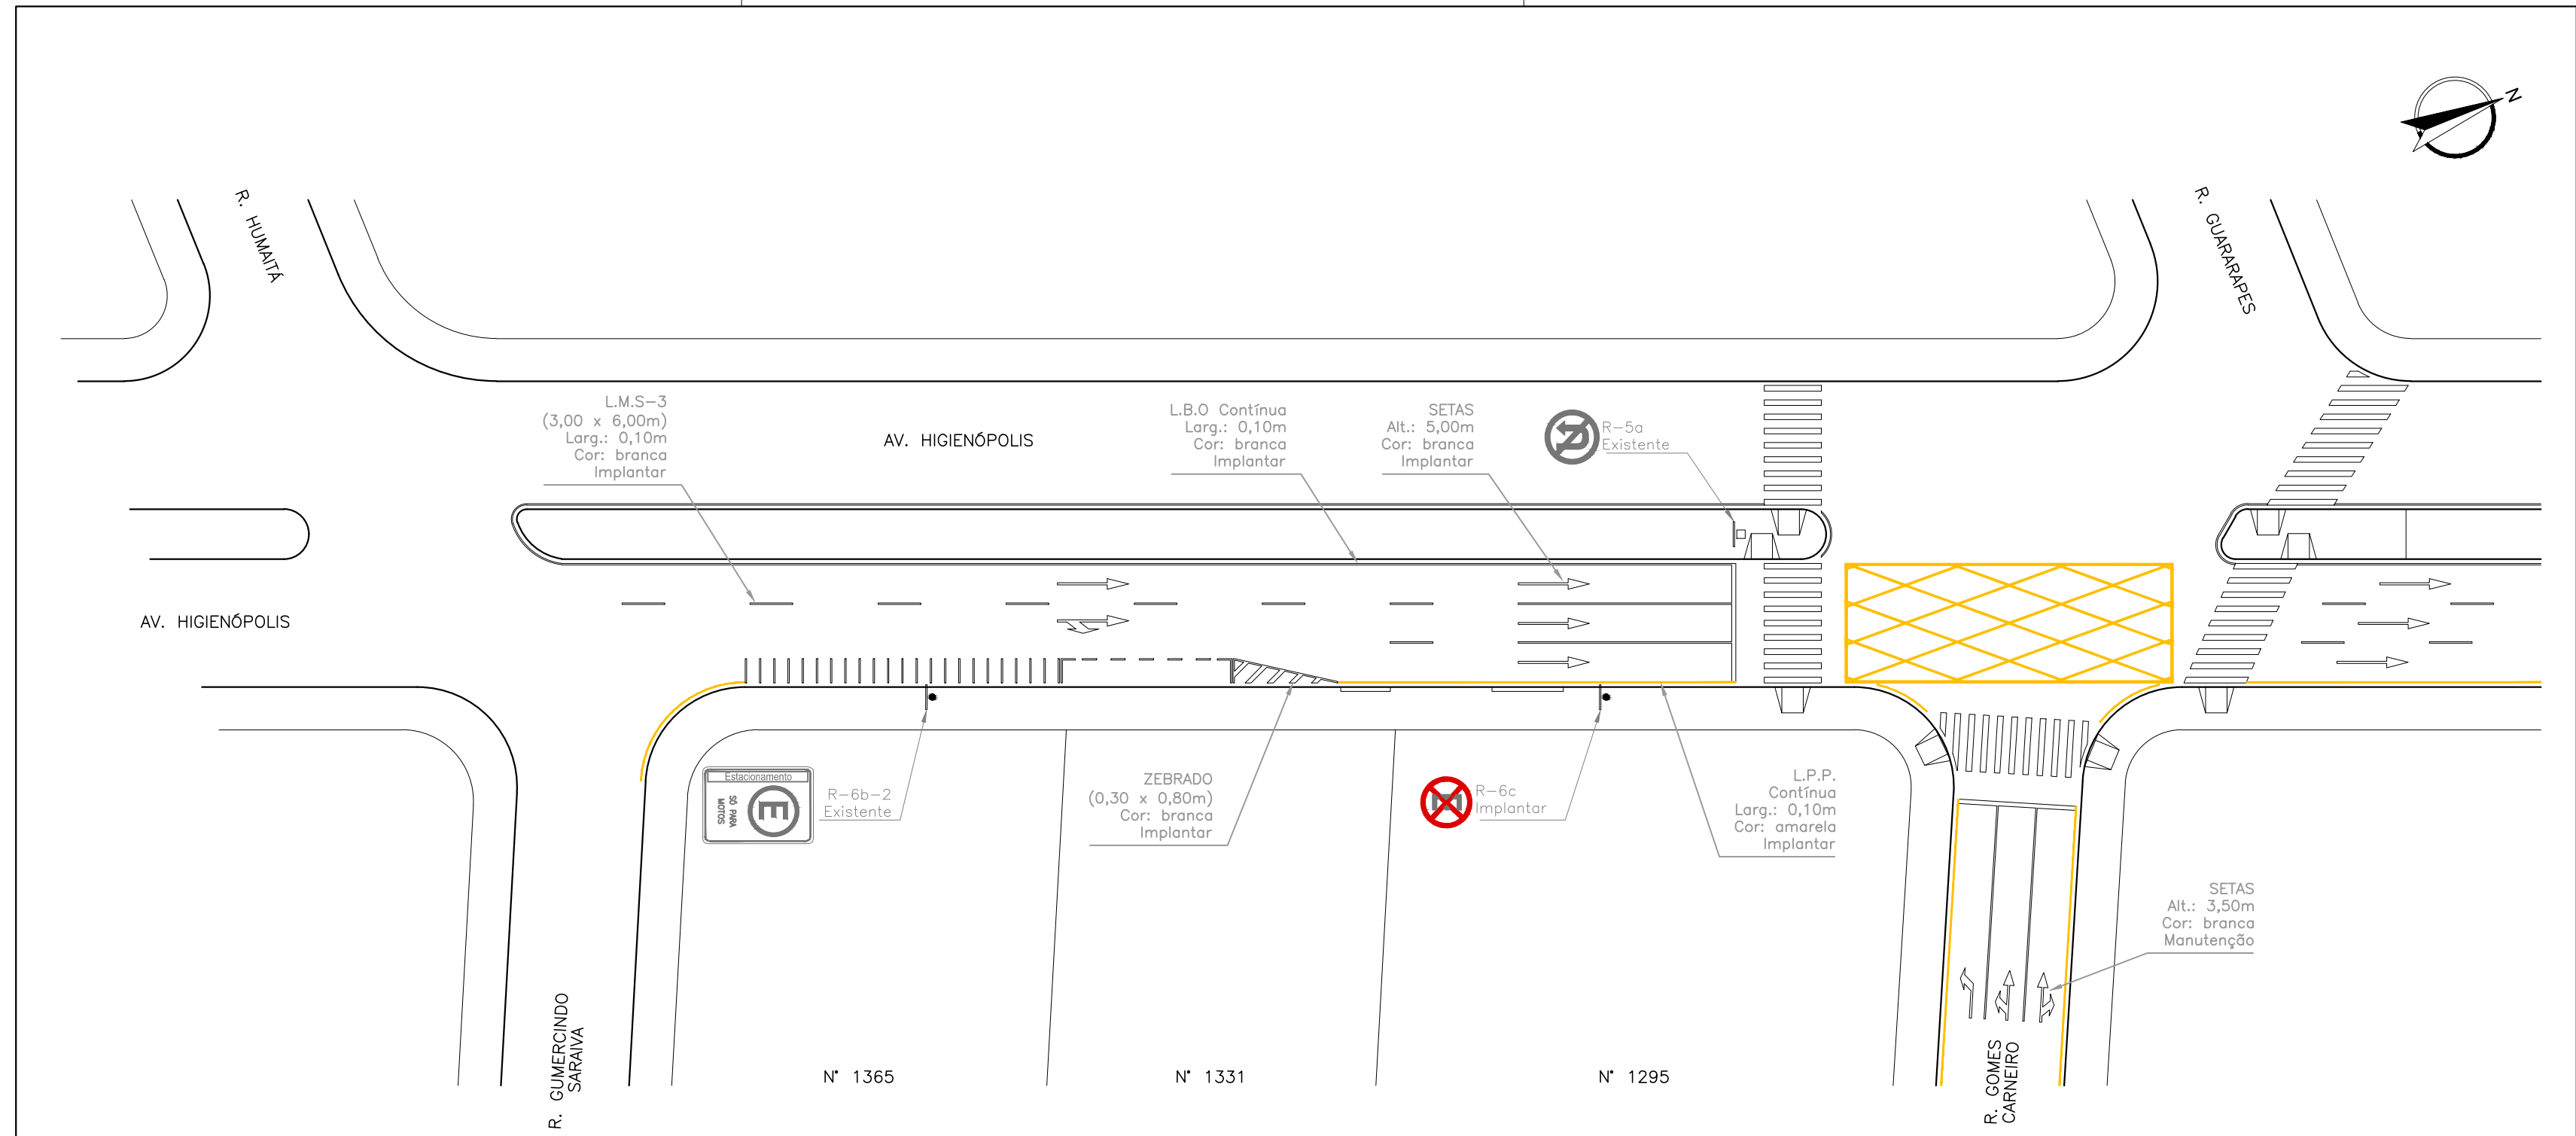 N
R. HUMAITÁ
R. GUARARAPES
L.M.S-3
(3,00 x 6,00m)
Larg.: 0,10m
Cor: branca
Implantar
AV. HIGIENÓPOLIS
L.B.O Contínua
Larg.: 0,10m
Cor: branca
Implantar
SETAS
Alt.: 5,00m
Cor: branca
Implantar
R-5a
Existente
AV. HIGIENÓPOLIS
Estacionamento
E
SÓ PARA
MOTOS
R-6b-2
Existente
ZEBRADO
(0,30 x 0,80m)
Cor: branca
Implantar
E
R-6c
Implantar
L.P.P.
Contínua
Larg.: 0,10m
Cor: amarela
Implantar
SETAS
Alt.: 3,50m
Cor: branca
Manutenção
R. GUMERCINDO
SARAIVA
N° 1365
N° 1331
N° 1295
R. GOMES
CARNEIRO